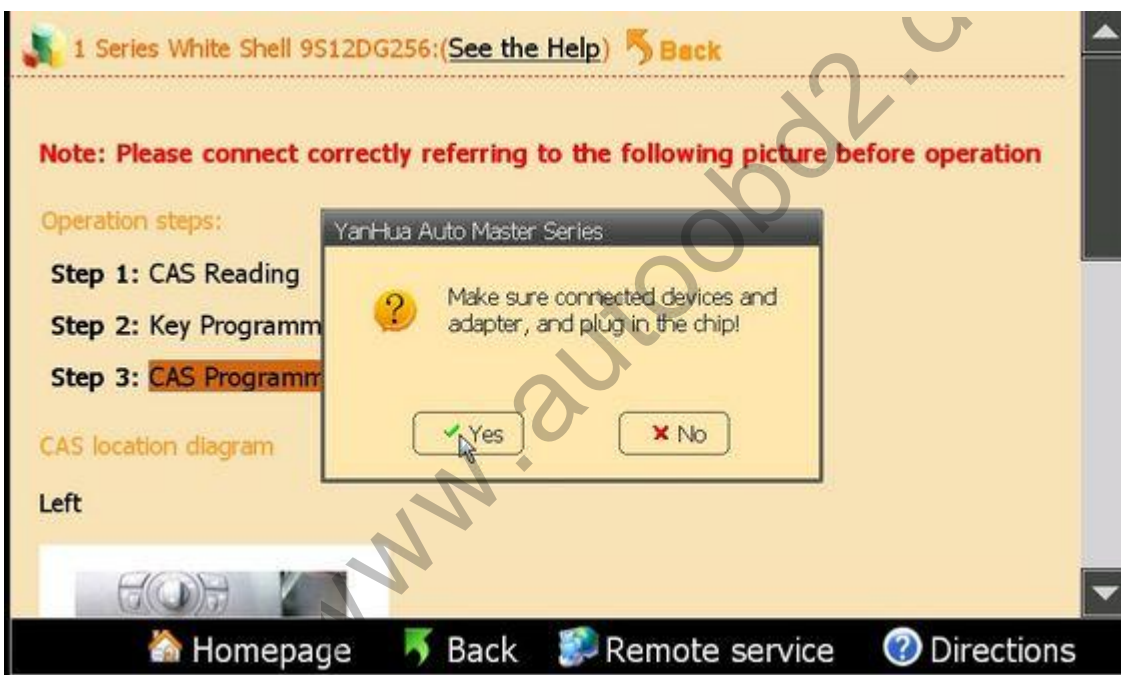 1 Series White Shell 9S12DG256:(See the Help) Back
Note: Please connect correctly referring to the following picture before operation
Operation steps:
YanHua Auto Master Series
Step 1: CAS Reading
Make sure connected devices and
adapter, and plug in the chip!
Step 2: Key Programm
Step 3: CAS Programm
Yes No
CAS location diagram
Left
Homepage Back Remote service Directions
www.autoobd2.c